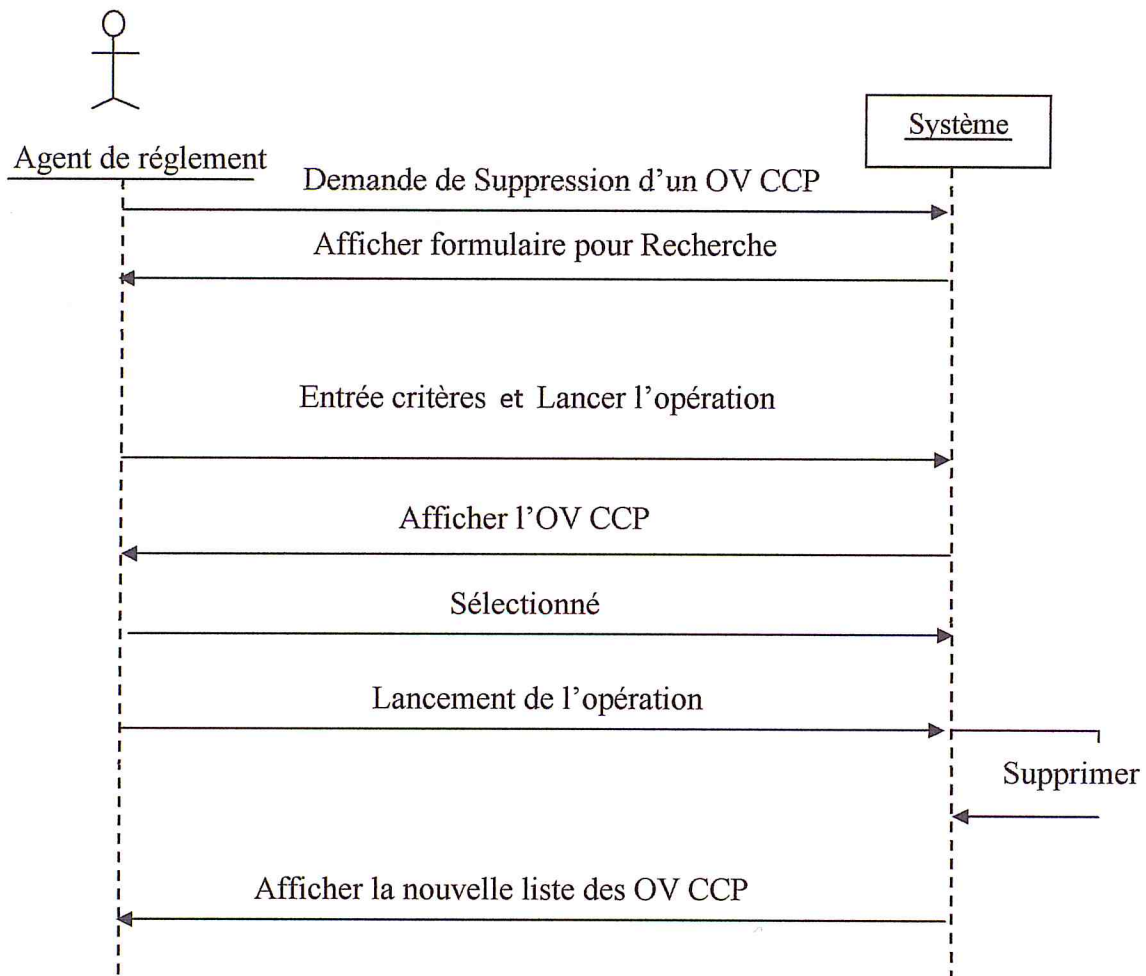 Système
Agent de réglement
Demande de Suppression d'un OV CCP
Afficher formulaire pour Recherche
Entrée critères et Lancer l'opération
Afficher l'OV CCP
Sélectionné
Lancement de l'opération
Supprimer
Afficher la nouvelle liste des OV CCP